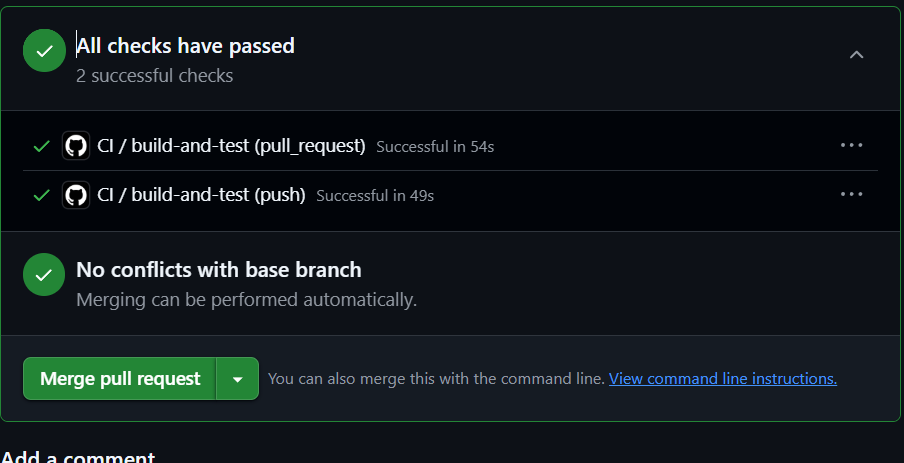 All checks have passed
2 successful checks
CI / build-and-test (pull_request) Successful in 54s
CI / build-and-test (push) Successful in 49s
No conflicts with base branch
Merging can be performed automatically.
Merge pull request You can also merge this with the command line. View command line instructions.
Add a comment